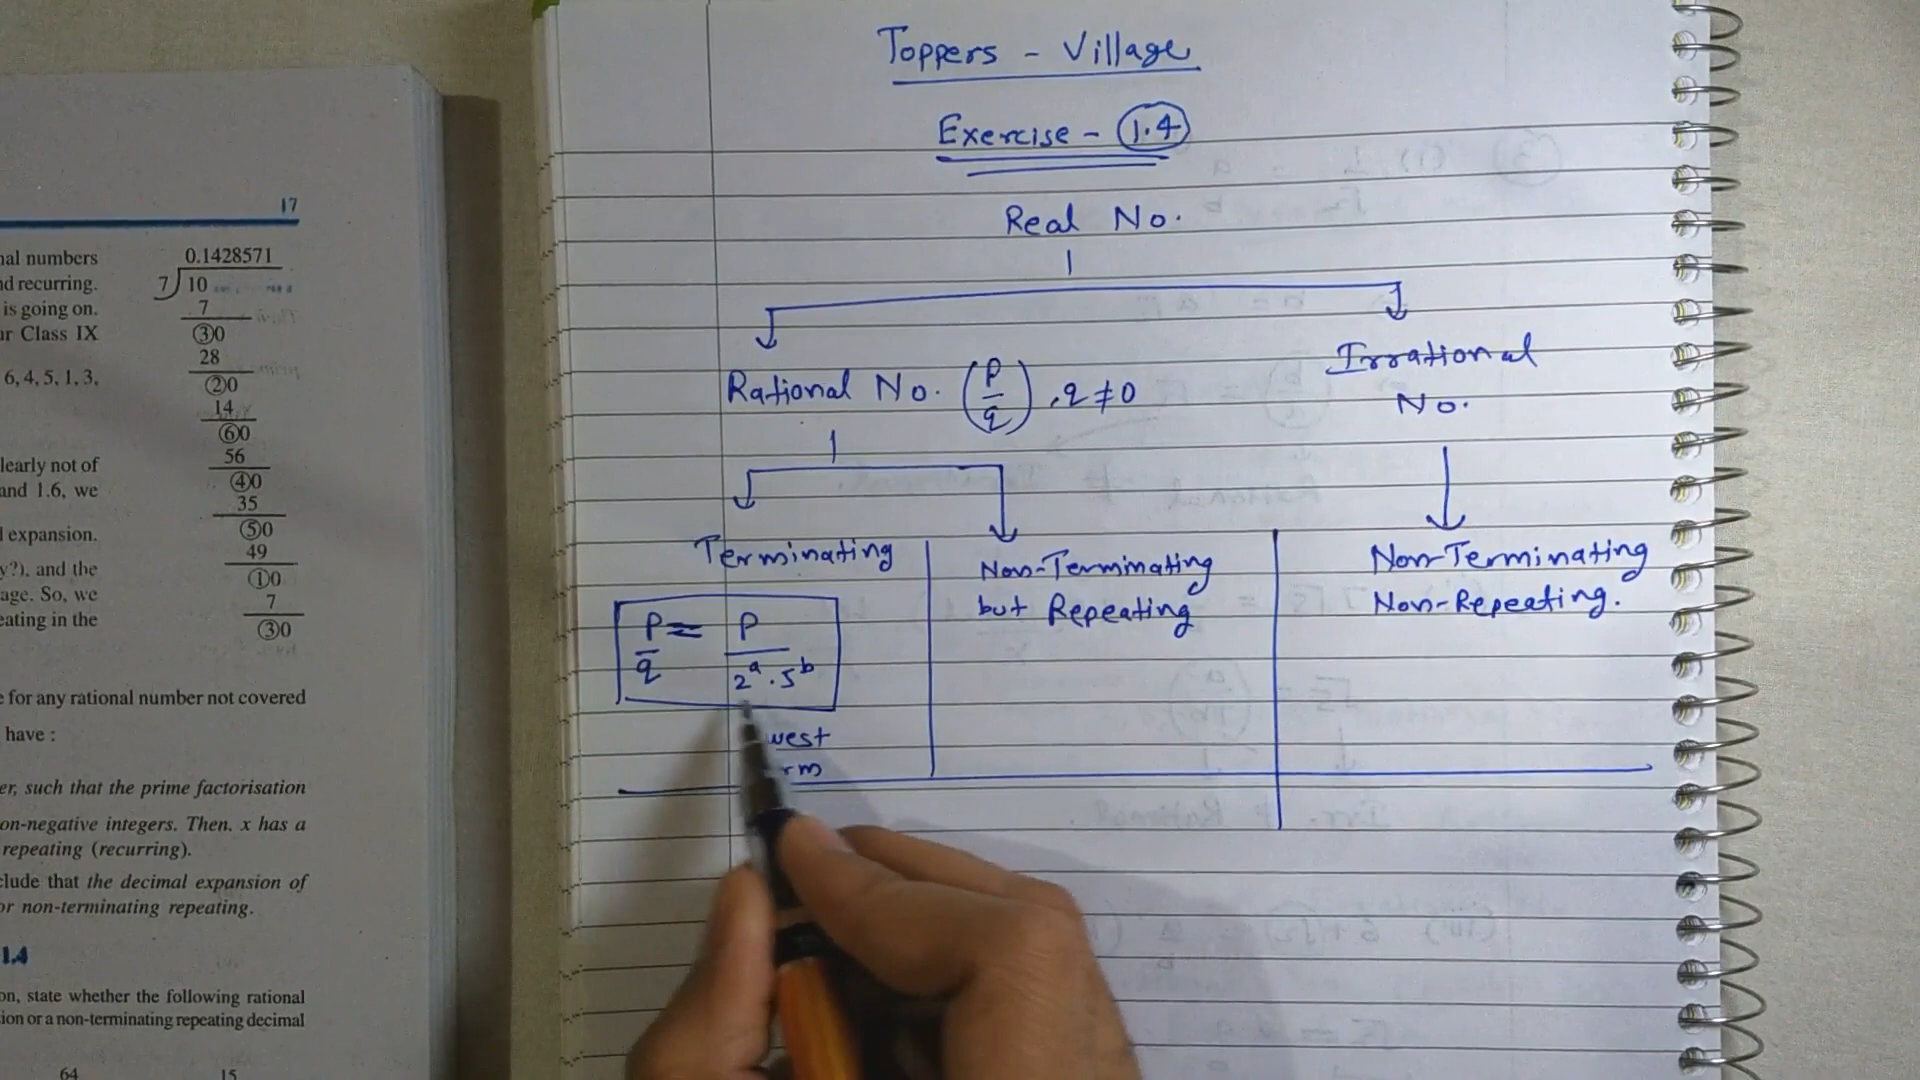 Toppers - Village
Exercise - 1.4
Real No.
Rational No. (p/q), q ≠ 0
Irrational
No.
Terminating
Non-Terminating
but Repeating
Non-Terminating
Non-Repeating.
p/q = p/2^a · 5^b
17
nal numbers
nd recurring.
is going on.
ur Class IX
6, 4, 5, 1, 3,
learly not of
and 1.6, we
l expansion.
y?), and the
age. So, we
eating in the
0.1428571
7 10
7
30
28
20
14
60
56
40
35
50
49
10
7
30
e for any rational number not covered
have :
er, such that the prime factorisation
on-negative integers. Then, x has a
repeating (recurring).
clude that the decimal expansion of
or non-terminating repeating.
1.4
on, state whether the following rational
ion or a non-terminating repeating decimal
64 15